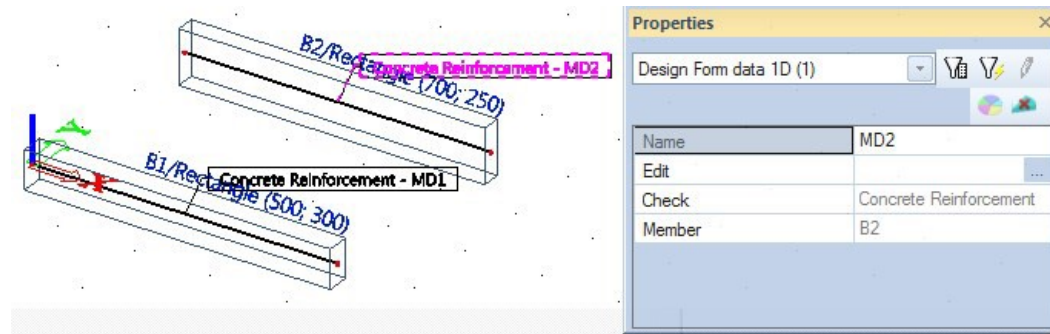 B2/Rectangle (700; 250)
Concrete Reinforcement - MD2
B1/Rectangle (500; 300)
Concrete Reinforcement - MD1
Y
X
Properties
Design Form data 1D (1)
Name MD2
Edit ...
Check Concrete Reinforcement
Member B2